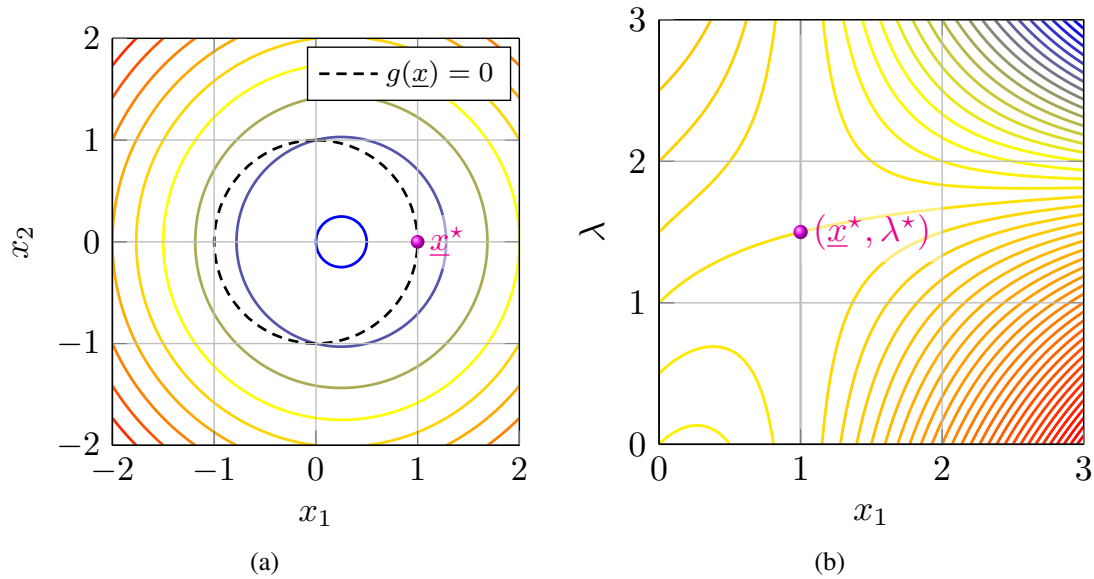 2
1
0
−1
−2
−2 −1 0 1 2
x₂
x₁
g(x̲) = 0
x̲⋆
(a)
3
2
1
0
0 1 2 3
λ
x₁
(x̲⋆, λ⋆)
(b)